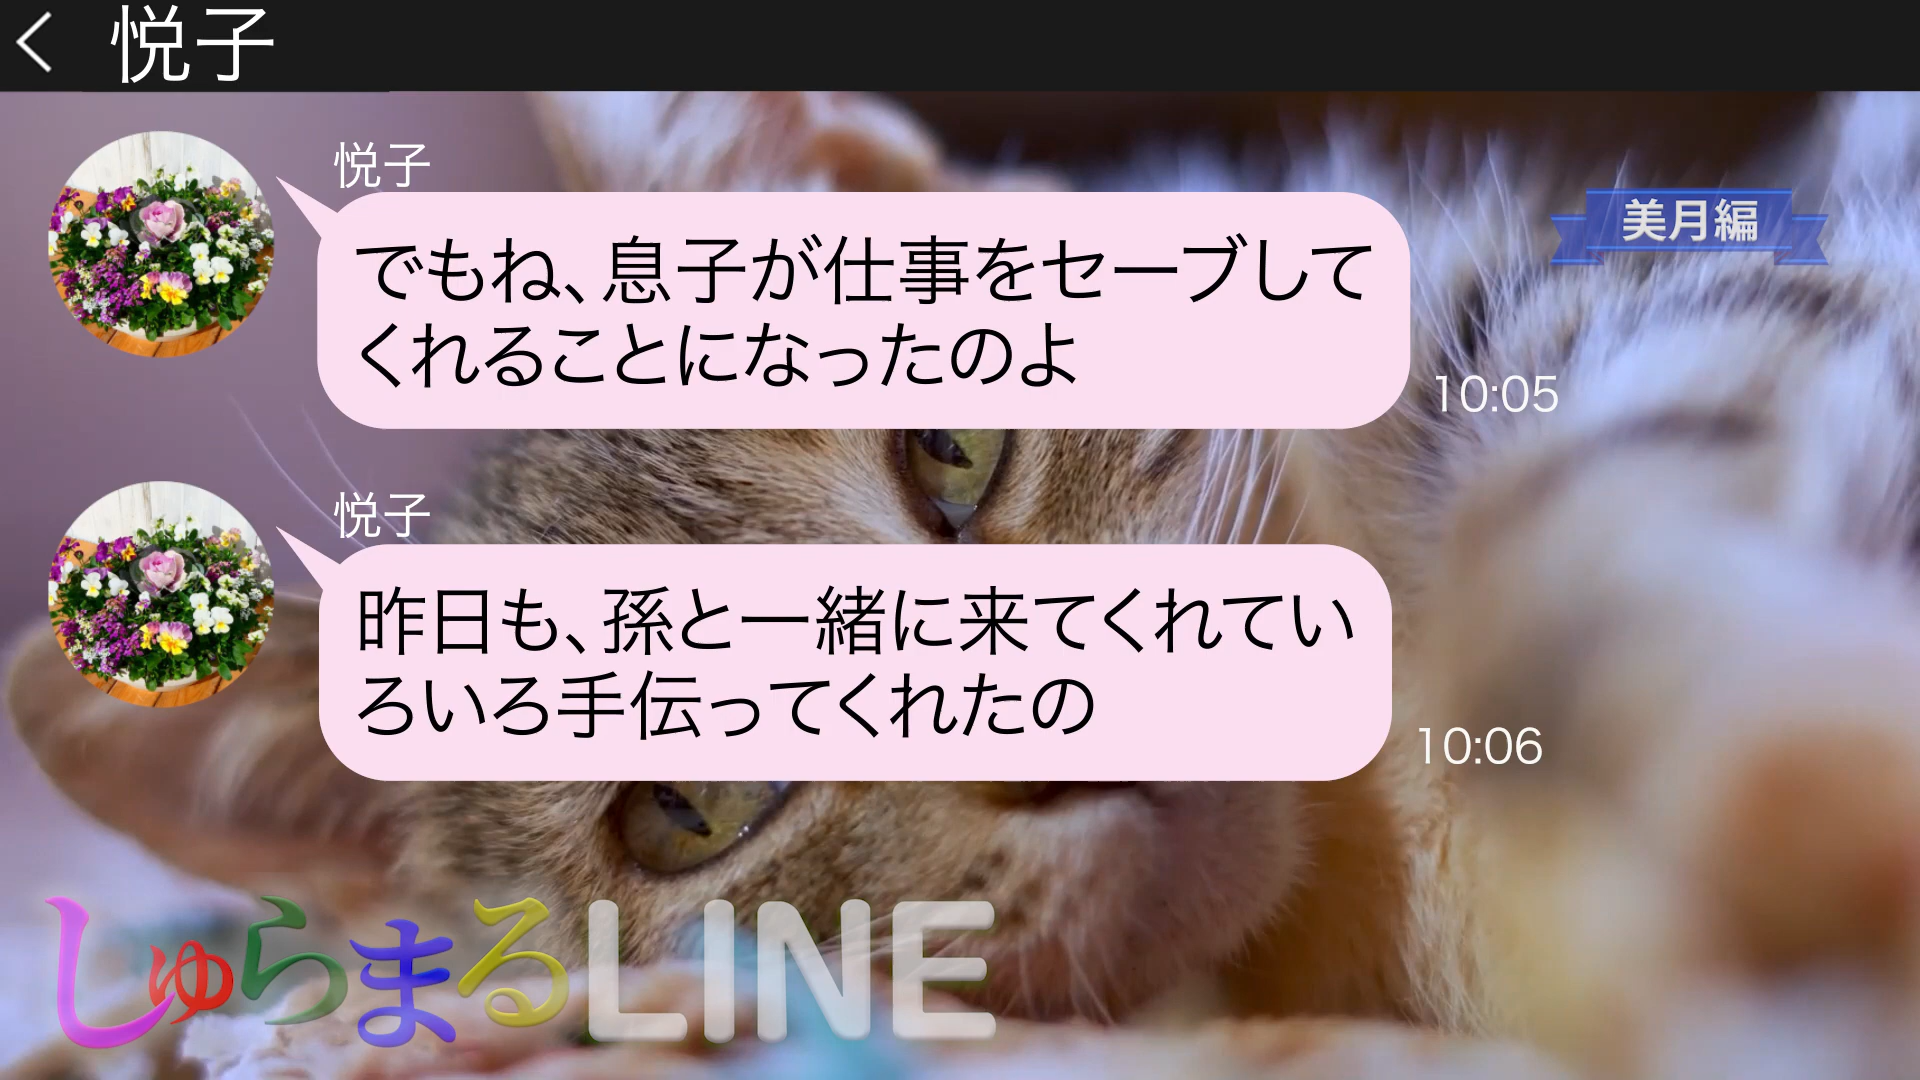 悦子
悦子
美月編
でもね、息子が仕事をセーブして
くれることになったのよ
10:05
悦子
昨日も、孫と一緒に来てくれてい
ろいろ手伝ってくれたの
10:06
しゅらまるLINE